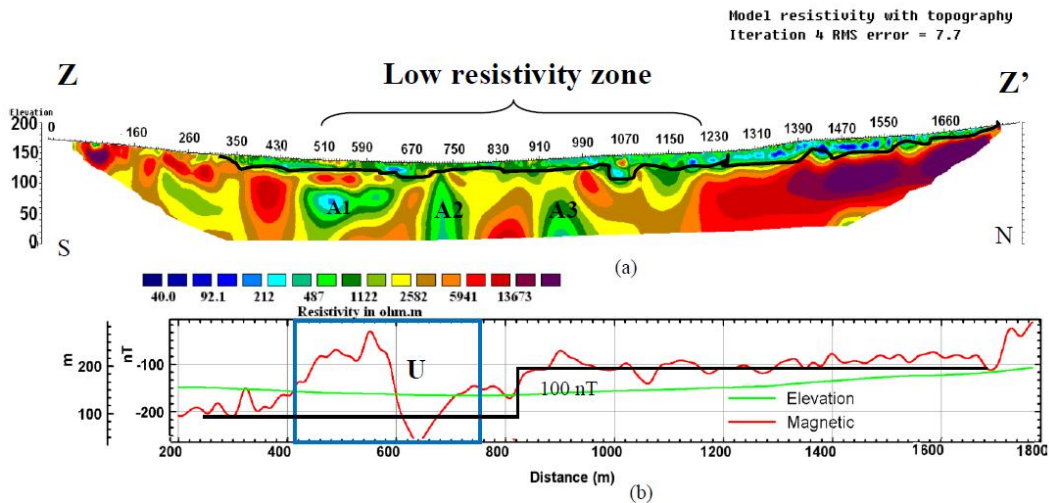 Model resistivity with topography
Iteration 4 RMS error = 7.7
Z Low resistivity zone Z’
Elevation
0 160 260 350 430 510 590 670 750 830 910 990 1070 1150 1230 1310 1390 1470 1550 1660
200
150
100
50
0
A1 A2 A3
S N
(a)
40.0 92.1 212 487 1122 2582 5941 13673
Resistivity in ohm.m
m nT
200 -100
100 -200
U
100 nT
Elevation
Magnetic
200 400 600 800 1000 1200 1400 1600 1800
Distance (m)
(b)